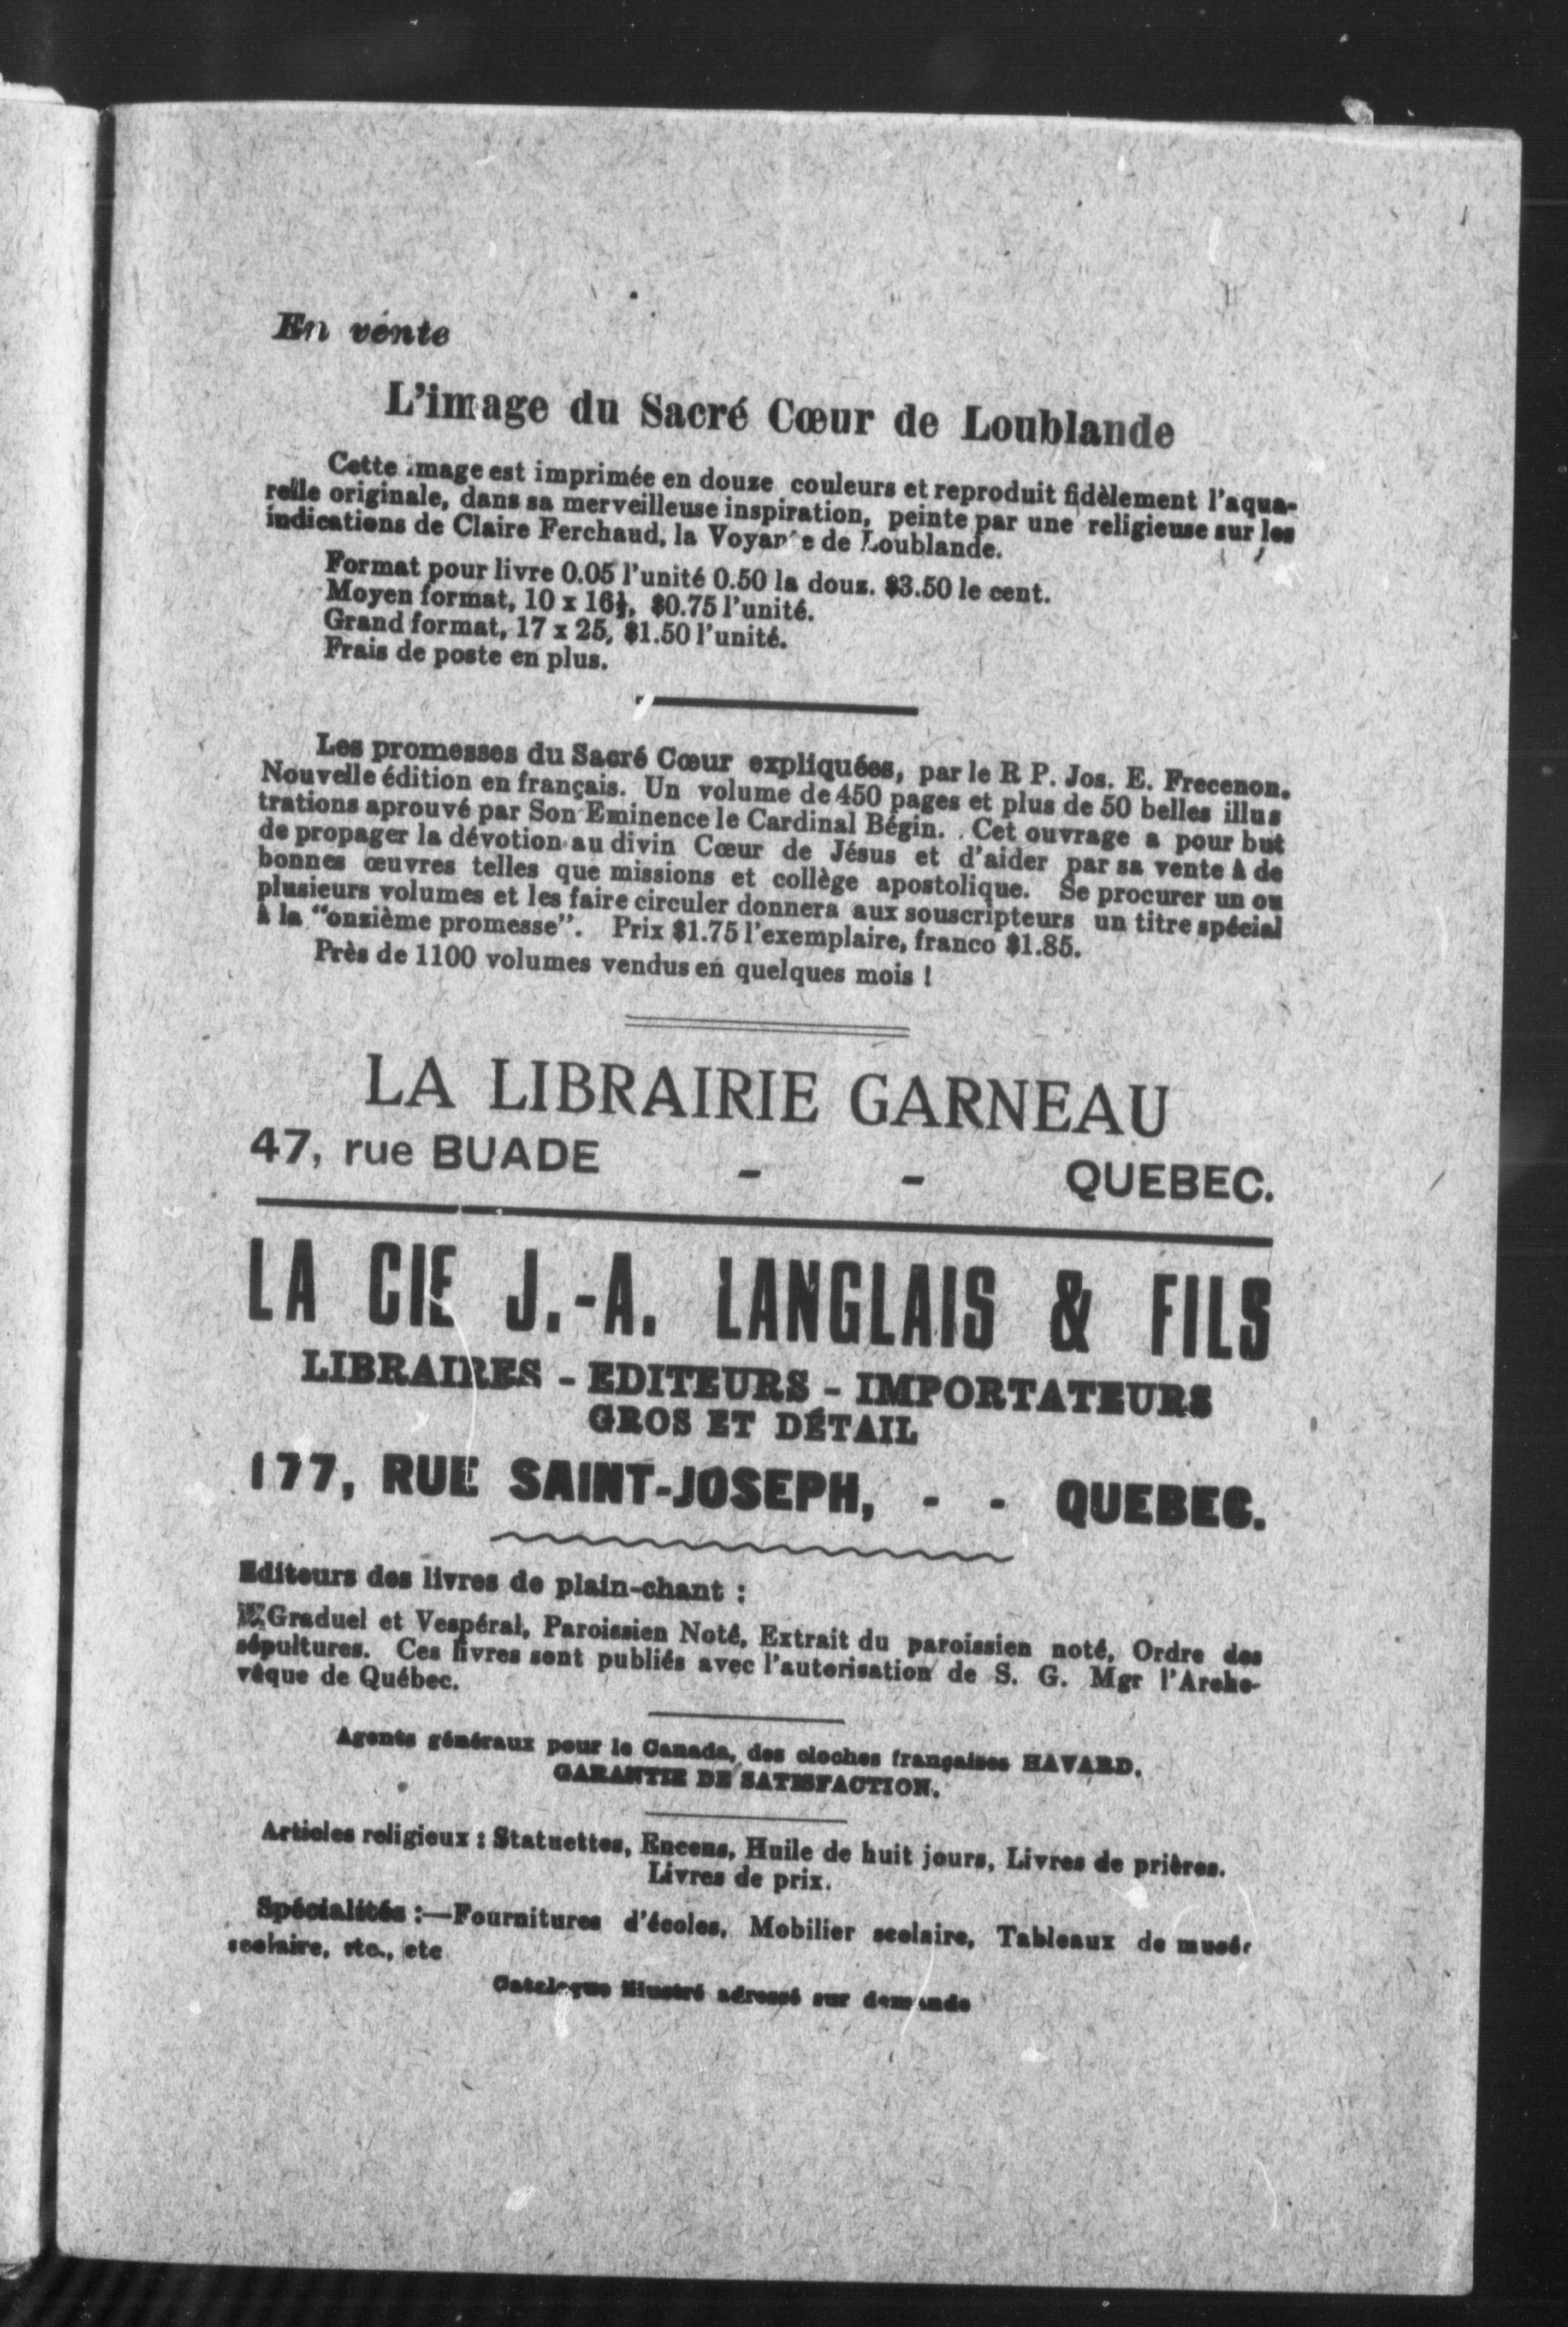 En vente
L'image du Sacré Cœur de Loublande
Cette image est imprimée en douze couleurs et reproduit fidèlement l'aqua-
relle originale, dans sa merveilleuse inspiration, peinte par une religieuse sur les
indications de Claire Ferchaud, la Voyante de Loublande.
Format pour livre 0.05 l'unité 0.50 la douz. $3.50 le cent.
Moyen format, 10 x 16½, $0.75 l'unité.
Grand format, 17 x 25, $1.50 l'unité.
Frais de poste en plus.
Les promesses du Sacré Cœur expliquées, par le R P. Jos. E. Frecenon.
Nouvelle édition en français. Un volume de 450 pages et plus de 50 belles illus
trations aprouvé par Son Eminence le Cardinal Bégin. . Cet ouvrage a pour but
de propager la dévotion au divin Cœur de Jésus et d'aider par sa vente à de
bonnes œuvres telles que missions et collège apostolique. Se procurer un ou
plusieurs volumes et les faire circuler donnera aux souscripteurs un titre spécial
à la "onzième promesse". Prix $1.75 l'exemplaire, franco $1.85.
Près de 1100 volumes vendus en quelques mois !
LA LIBRAIRIE GARNEAU
47, rue BUADE - - QUEBEC.
LA CIE J.-A. LANGLAIS & FILS
LIBRAIRES - EDITEURS - IMPORTATEURS
GROS ET DÉTAIL
177, RUE SAINT-JOSEPH, - - QUEBEC.
Editeurs des livres de plain-chant :
Graduel et Vespéral, Paroissien Noté, Extrait du paroissien noté, Ordre des
sépultures. Ces livres sont publiés avec l'autorisation de S. G. Mgr l'Arche-
vêque de Québec.
Agents généraux pour le Canada, des cloches françaises HAVARD.
GARANTIE DE SATISFACTION.
Articles religieux : Statuettes, Encens, Huile de huit jours, Livres de prières.
Livres de prix.
Spécialités :—Fournitures d'écoles, Mobilier scolaire, Tableaux de musée
scolaire, etc., etc
Catalogue illustré adressé sur demande